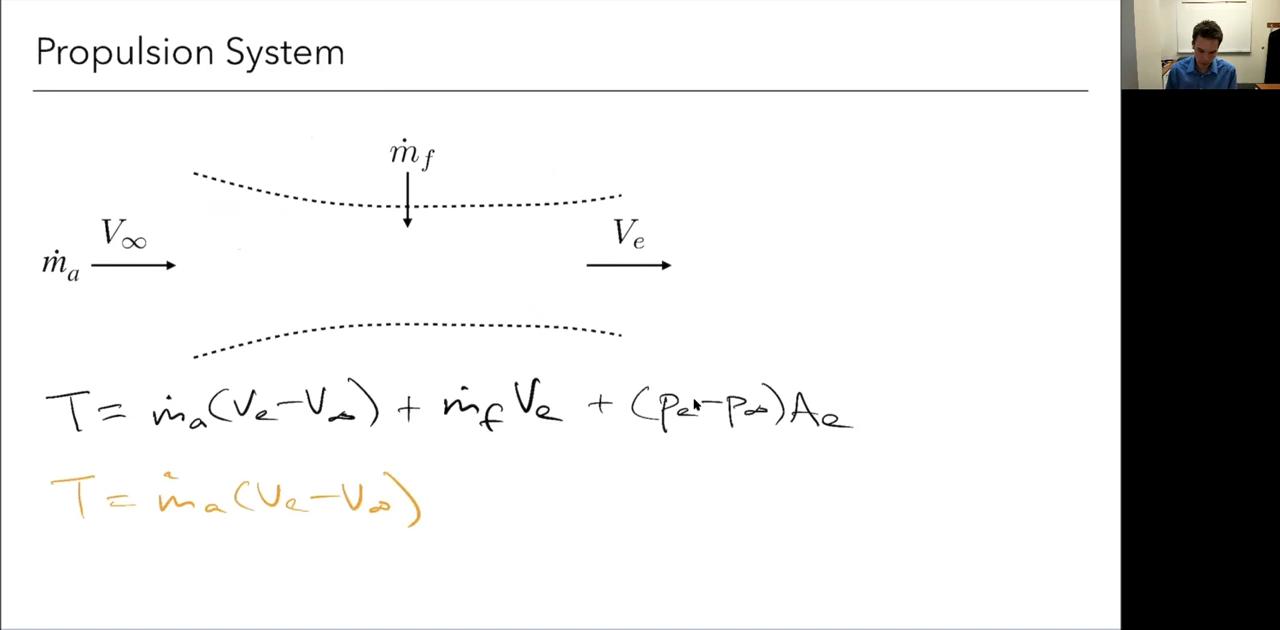 Propulsion System
ṁ_f
V_∞
V_e
ṁ_a
T = ṁ_a(V_e − V_∞) + ṁ_f V_e + (p_e − p_∞)A_e
T = ṁ_a(V_e − V_∞)